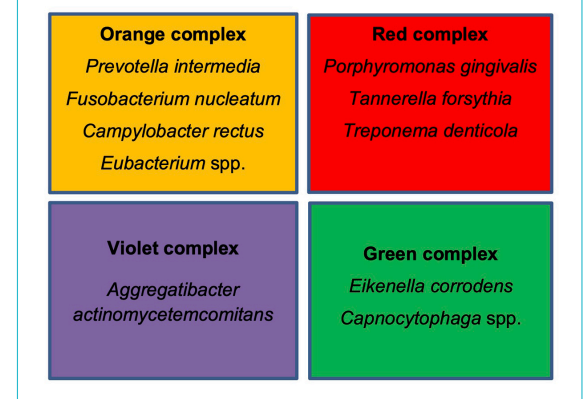 Orange complex
Prevotella intermedia
Fusobacterium nucleatum
Campylobacter rectus
Eubacterium spp.
Red complex
Porphyromonas gingivalis
Tannerella forsythia
Treponema denticola
Violet complex
Aggregatibacter
actinomycetemcomitans
Green complex
Eikenella corrodens
Capnocytophaga spp.